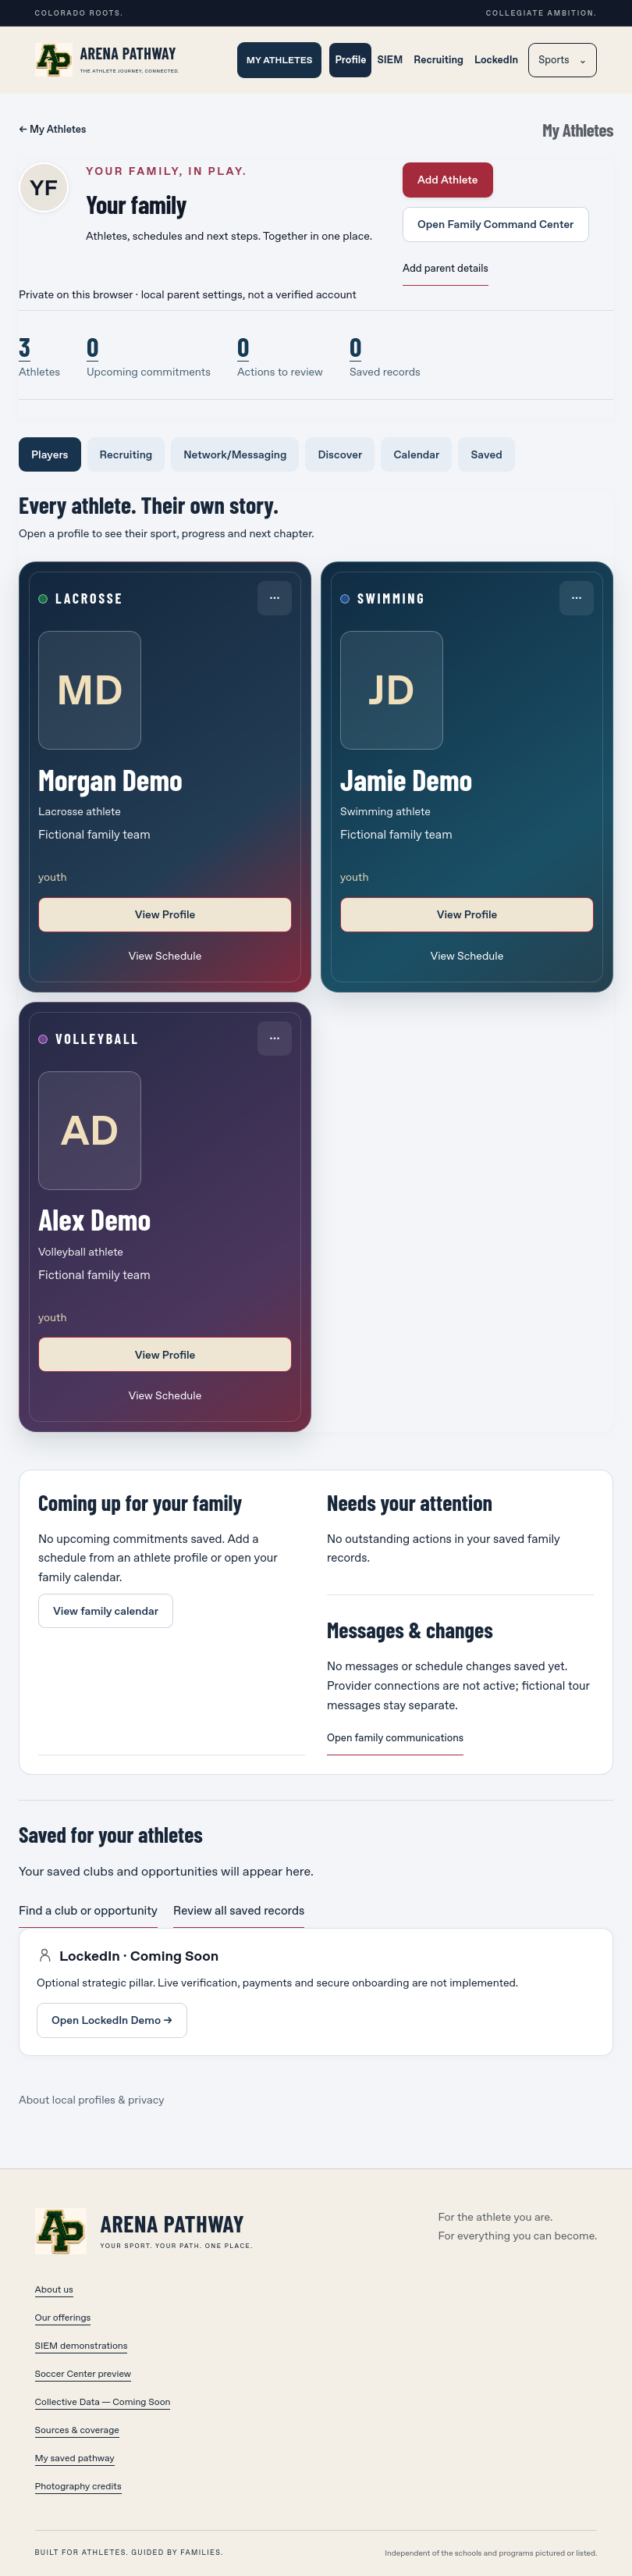 COLORADO ROOTS.
COLLEGIATE AMBITION.
AP
ARENA PATHWAY
THE ATHLETE JOURNEY, CONNECTED.
MY ATHLETES
Profile
SIEM
Recruiting
LockedIn
Sports
← My Athletes
My Athletes
YF
YOUR FAMILY, IN PLAY.
Your family
Athletes, schedules and next steps. Together in one place.
Add Athlete
Open Family Command Center
Add parent details
Private on this browser · local parent settings, not a verified account
3
Athletes
0
Upcoming commitments
0
Actions to review
0
Saved records
Players
Recruiting
Network/Messaging
Discover
Calendar
Saved
Every athlete. Their own story.
Open a profile to see their sport, progress and next chapter.
LACROSSE
...
MD
Morgan Demo
Lacrosse athlete
Fictional family team
youth
View Profile
View Schedule
SWIMMING
...
JD
Jamie Demo
Swimming athlete
Fictional family team
youth
View Profile
View Schedule
VOLLEYBALL
...
AD
Alex Demo
Volleyball athlete
Fictional family team
youth
View Profile
View Schedule
Coming up for your family
No upcoming commitments saved. Add a
schedule from an athlete profile or open your
family calendar.
View family calendar
Needs your attention
No outstanding actions in your saved family
records.
Messages & changes
No messages or schedule changes saved yet.
Provider connections are not active; fictional tour
messages stay separate.
Open family communications
Saved for your athletes
Your saved clubs and opportunities will appear here.
Find a club or opportunity
Review all saved records
LockedIn · Coming Soon
Optional strategic pillar. Live verification, payments and secure onboarding are not implemented.
Open LockedIn Demo →
About local profiles & privacy
AP
ARENA PATHWAY
YOUR SPORT. YOUR PATH. ONE PLACE.
For the athlete you are.
For everything you can become.
About us
Our offerings
SIEM demonstrations
Soccer Center preview
Collective Data — Coming Soon
Sources & coverage
My saved pathway
Photography credits
BUILT FOR ATHLETES. GUIDED BY FAMILIES.
Independent of the schools and programs pictured or listed.